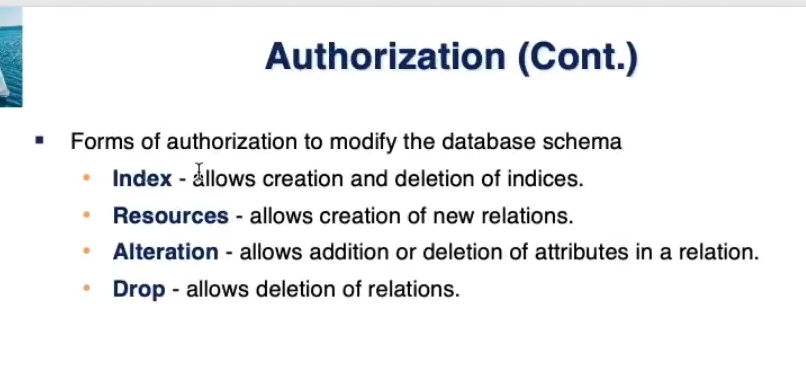 Authorization (Cont.)
▪ Forms of authorization to modify the database schema
• Index - allows creation and deletion of indices.
• Resources - allows creation of new relations.
• Alteration - allows addition or deletion of attributes in a relation.
• Drop - allows deletion of relations.